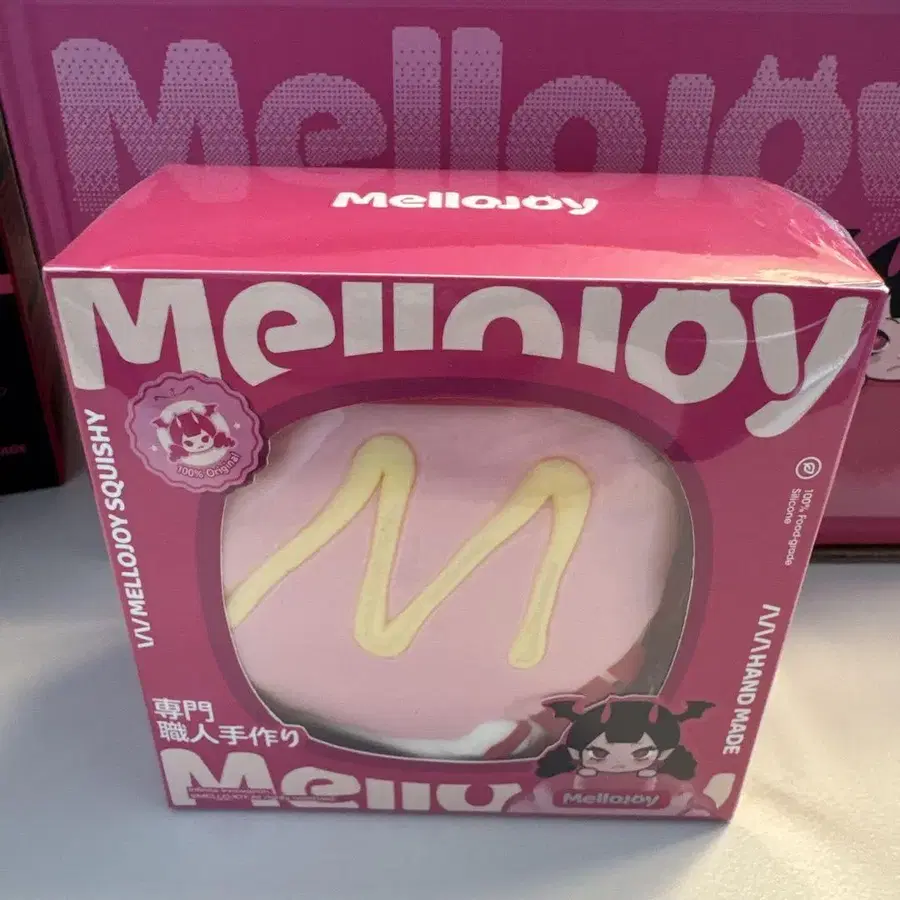 Mellojoy
Mellojoy
Mellojoy
100% Original
MELLOJOY SQUISHY
100% Food-grade
Silicone
HAND MADE
専門
職人手作り
M
Mellojoy